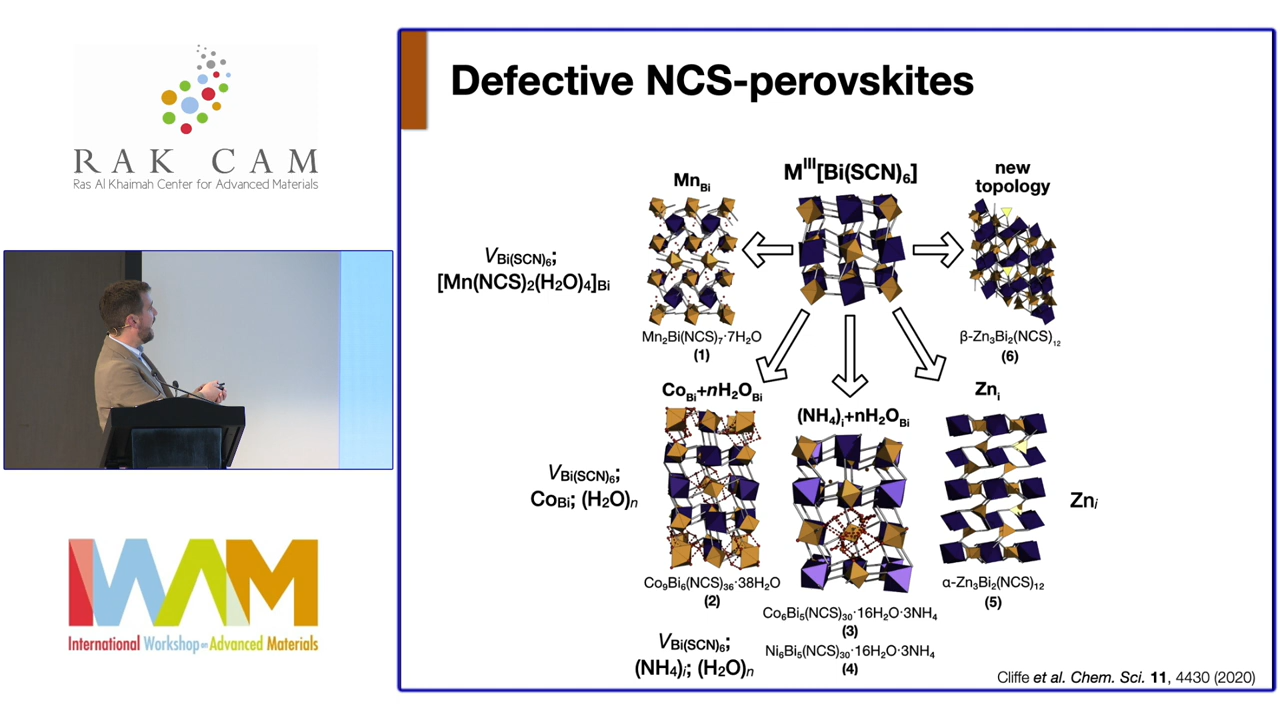 RAK CAM
Ras Al Khaimah Center for Advanced Materials
IWAM
International Workshop on Advanced Materials
Defective NCS-perovskites
Mn_Bi
M^III[Bi(SCN)₆]
new
topology
V_Bi(SCN)₆;
[Mn(NCS)₂(H₂O)₄]_Bi
Mn₂Bi(NCS)₇·7H₂O
(1)
β-Zn₃Bi₂(NCS)₁₂
(6)
Co_Bi+nH₂O_Bi
(NH₄)_i+nH₂O_Bi
Zn_i
V_Bi(SCN)₆;
Co_Bi; (H₂O)n
Zn_i
Co₉Bi₆(NCS)₃₆·38H₂O
(2)
α-Zn₃Bi₂(NCS)₁₂
(5)
Co₆Bi₅(NCS)₃₀·16H₂O·3NH₄
(3)
Ni₆Bi₅(NCS)₃₀·16H₂O·3NH₄
(4)
V_Bi(SCN)₆;
(NH₄)i; (H₂O)n
Cliffe et al. Chem. Sci. 11, 4430 (2020)